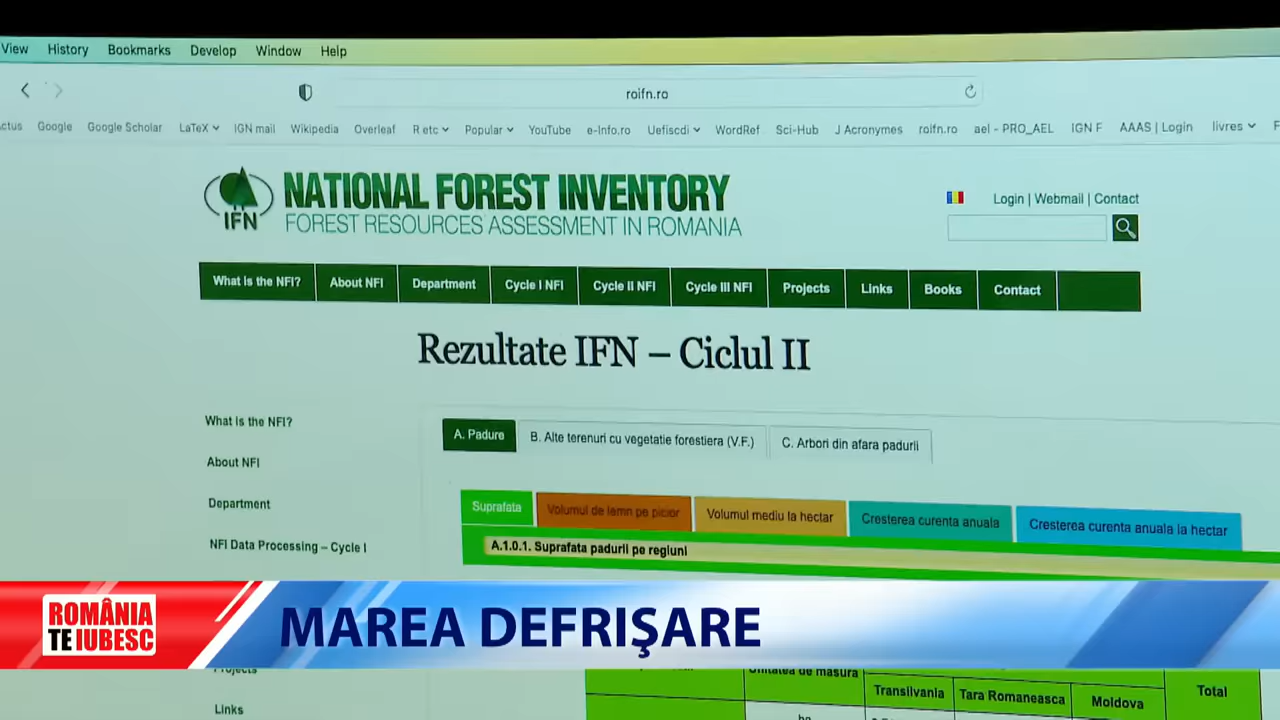 View History Bookmarks Develop Window Help
roifn.ro
Google Google Scholar LaTeX IGN mail Wikipedia Overleaf R etc Popular YouTube e-Info.ro Uefiscdi WordRef Sci-Hub J Acronymes roifn.ro ael - PRO_AEL IGN F AAAS | Login livres
IFN
NATIONAL FOREST INVENTORY
FOREST RESOURCES ASSESSMENT IN ROMANIA
Login | Webmail | Contact
What is the NFI? About NFI Department Cycle I NFI Cycle II NFI Cycle III NFI Projects Links Books Contact
Rezultate IFN – Ciclul II
What is the NFI?
About NFI
Department
NFI Data Processing – Cycle I
A. Padure B. Alte terenuri cu vegetatie forestiera (V.F.) C. Arbori din afara padurii
Suprafata Volumul de lemn pe picior Volumul mediu la hectar Cresterea curenta anuala Cresterea curenta anuala la hectar
A.1.0.1. Suprafata padurii pe regiuni
ROMÂNIA
TE IUBESC
MAREA DEFRIŞARE
Projects
Links
Unitatea de masura
Transilvania Tara Romaneasca Moldova Total